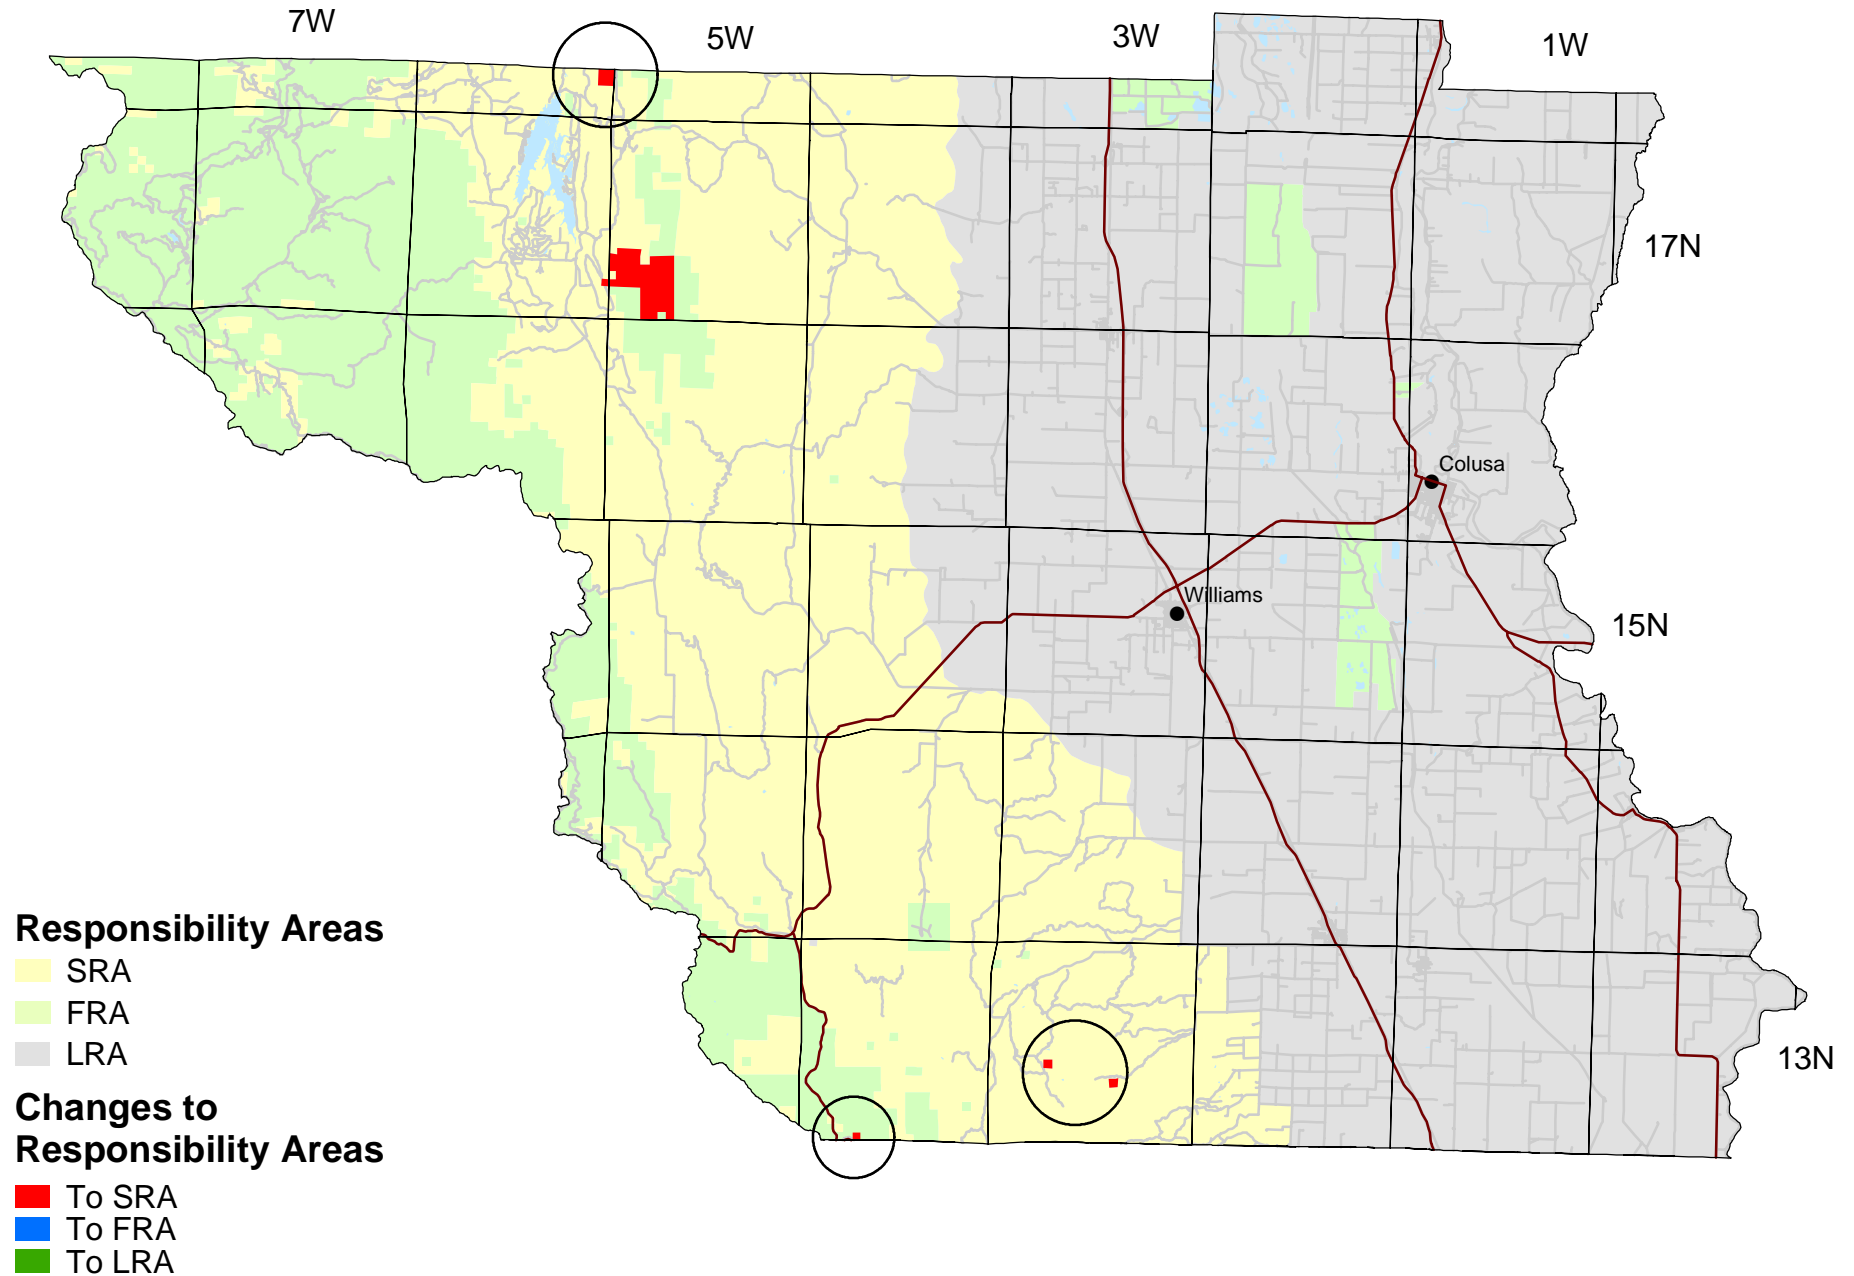 7W
5W
3W
1W
17N
Colusa
Williams
15N
13N
Responsibility Areas
SRA
FRA
LRA
Changes to
Responsibility Areas
To SRA
To FRA
To LRA